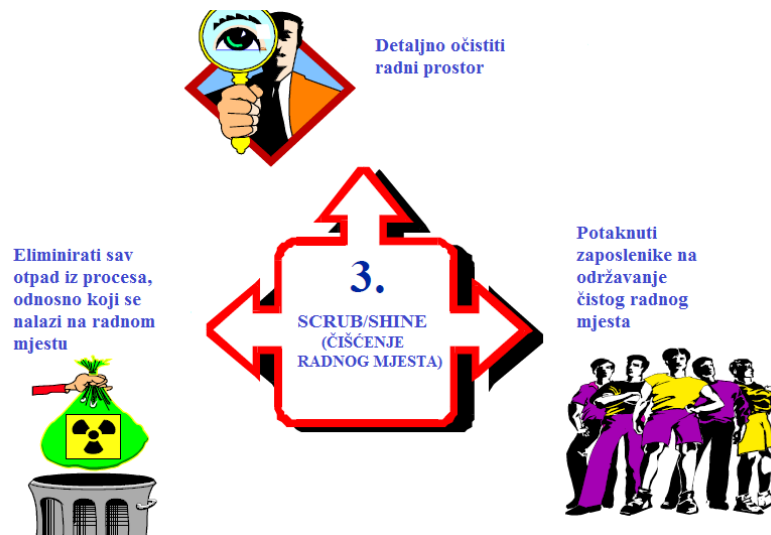 Detaljno očistiti
radni prostor
Eliminirati sav
otpad iz procesa,
odnosno koji se
nalazi na radnom
mjestu
3.
SCRUB/SHINE
(ČIŠĆENJE
RADNOG MJESTA)
Potaknuti
zaposlenike na
održavanje
čistog radnog
mjesta